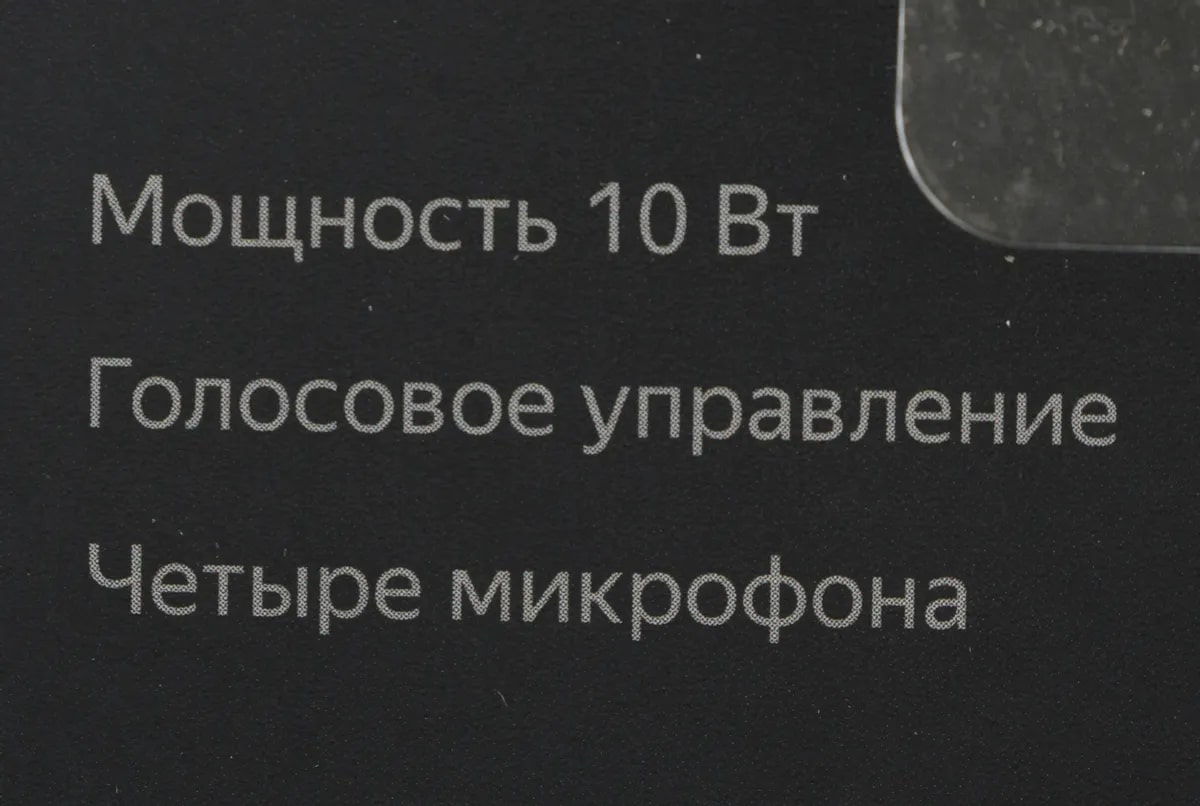 Мощность 10 Вт
Голосовое управление
Четыре микрофона